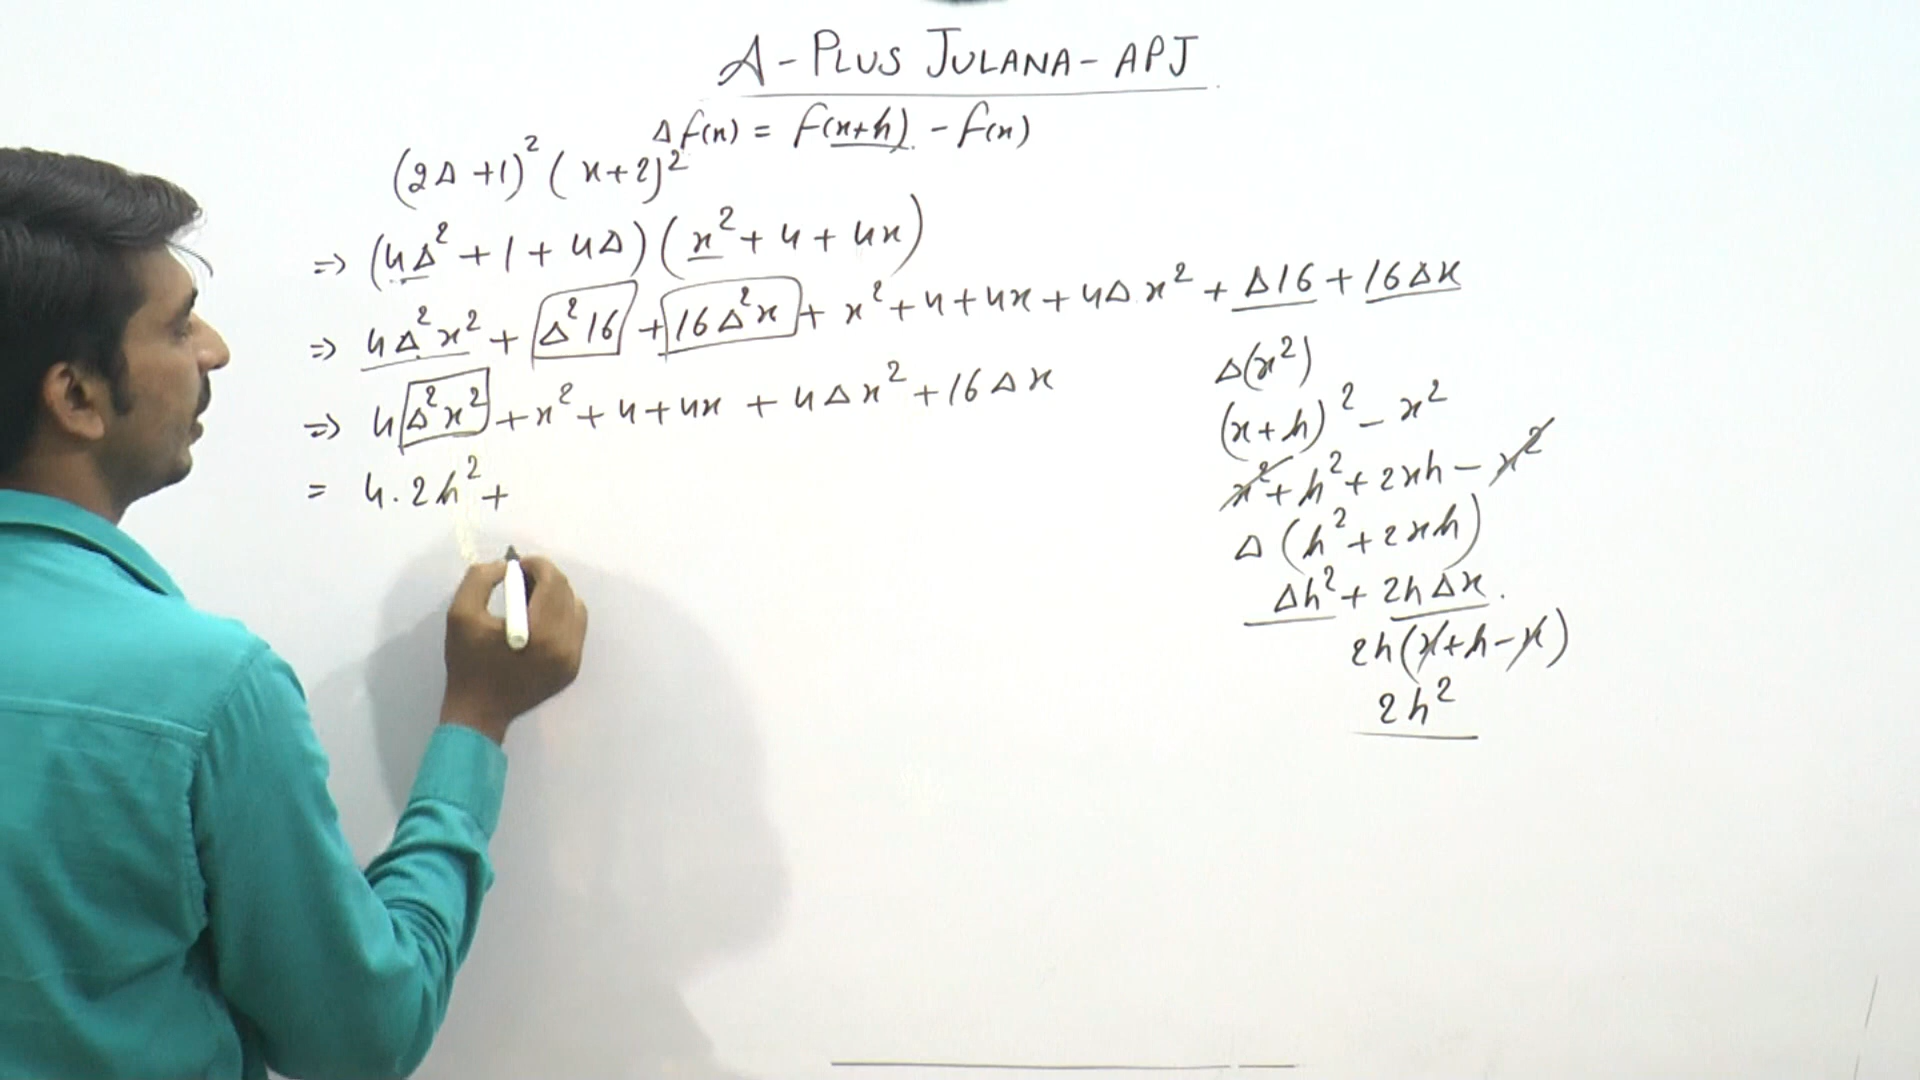 A-PLUS JULANA-APJ
Δf(x) = f(x+h) - f(x)
(2Δ+1)² (x+2)²
=> (4Δ² + 1 + 4Δ)(x² + 4 + 4x)
=> 4Δ²x² + Δ²16 + 16Δ²x + x² + 4 + 4x + 4Δx² + Δ16 + 16Δx
=> 4Δ²x² + x² + 4 + 4x + 4Δx² + 16Δx
= 4.2h² +
Δ(x²)
(x+h)² - x²
x² + h² + 2xh - x²
Δ(h² + 2xh)
Δh² + 2hΔx.
2h(x+h-x)
2h²